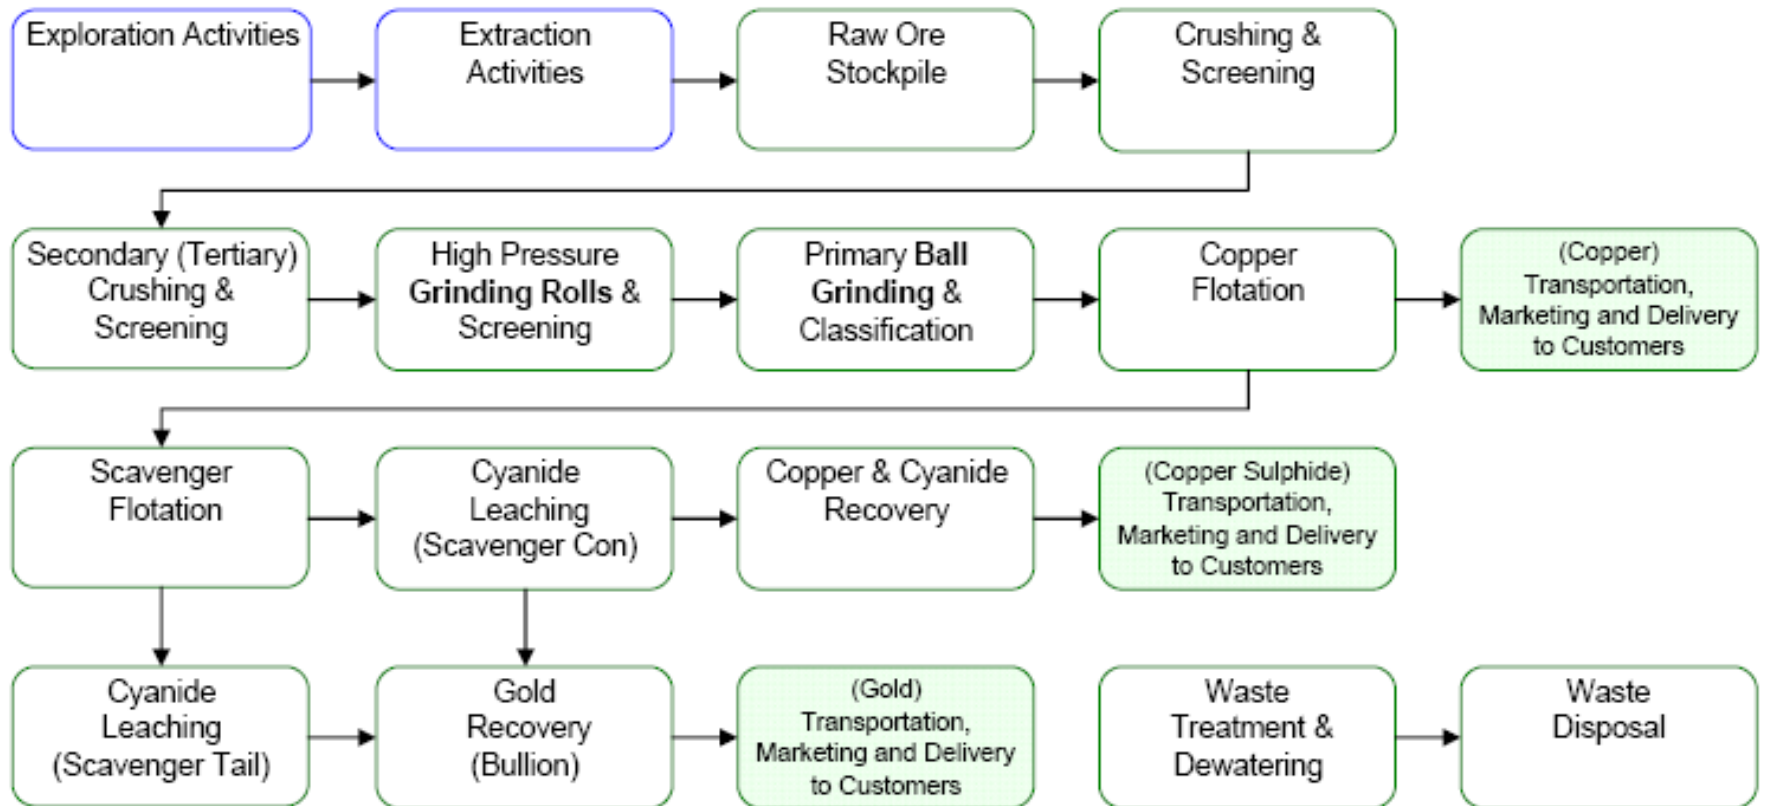 Exploration Activities
Extraction
Activities
Raw Ore
Stockpile
Crushing &
Screening
Secondary (Tertiary)
Crushing &
Screening
High Pressure
Grinding Rolls &
Screening
Primary Ball
Grinding &
Classification
Copper
Flotation
(Copper)
Transportation,
Marketing and Delivery
to Customers
Scavenger
Flotation
Cyanide
Leaching
(Scavenger Con)
Copper & Cyanide
Recovery
(Copper Sulphide)
Transportation,
Marketing and Delivery
to Customers
Cyanide
Leaching
(Scavenger Tail)
Gold
Recovery
(Bullion)
(Gold)
Transportation,
Marketing and Delivery
to Customers
Waste
Treatment &
Dewatering
Waste
Disposal